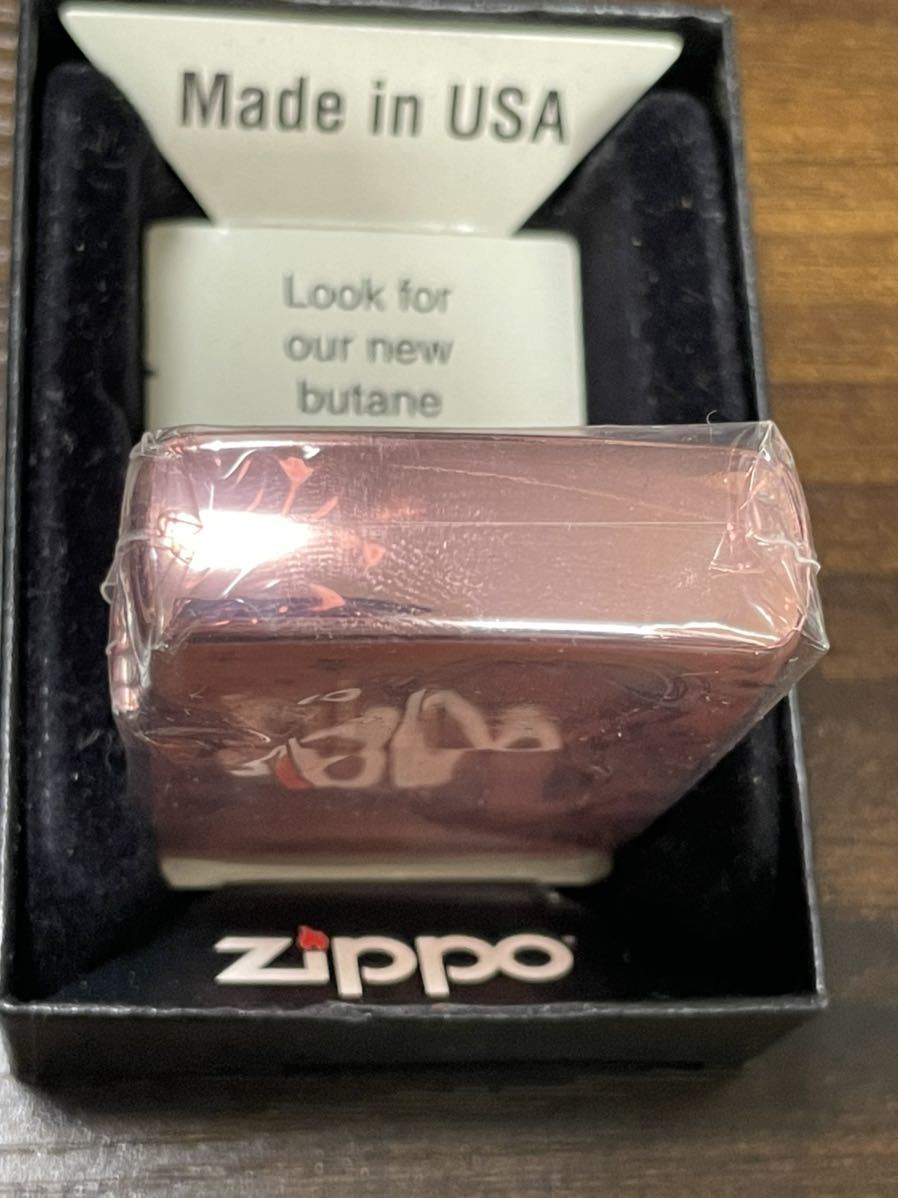 Made in USA
Look for
our new
butane
zippo